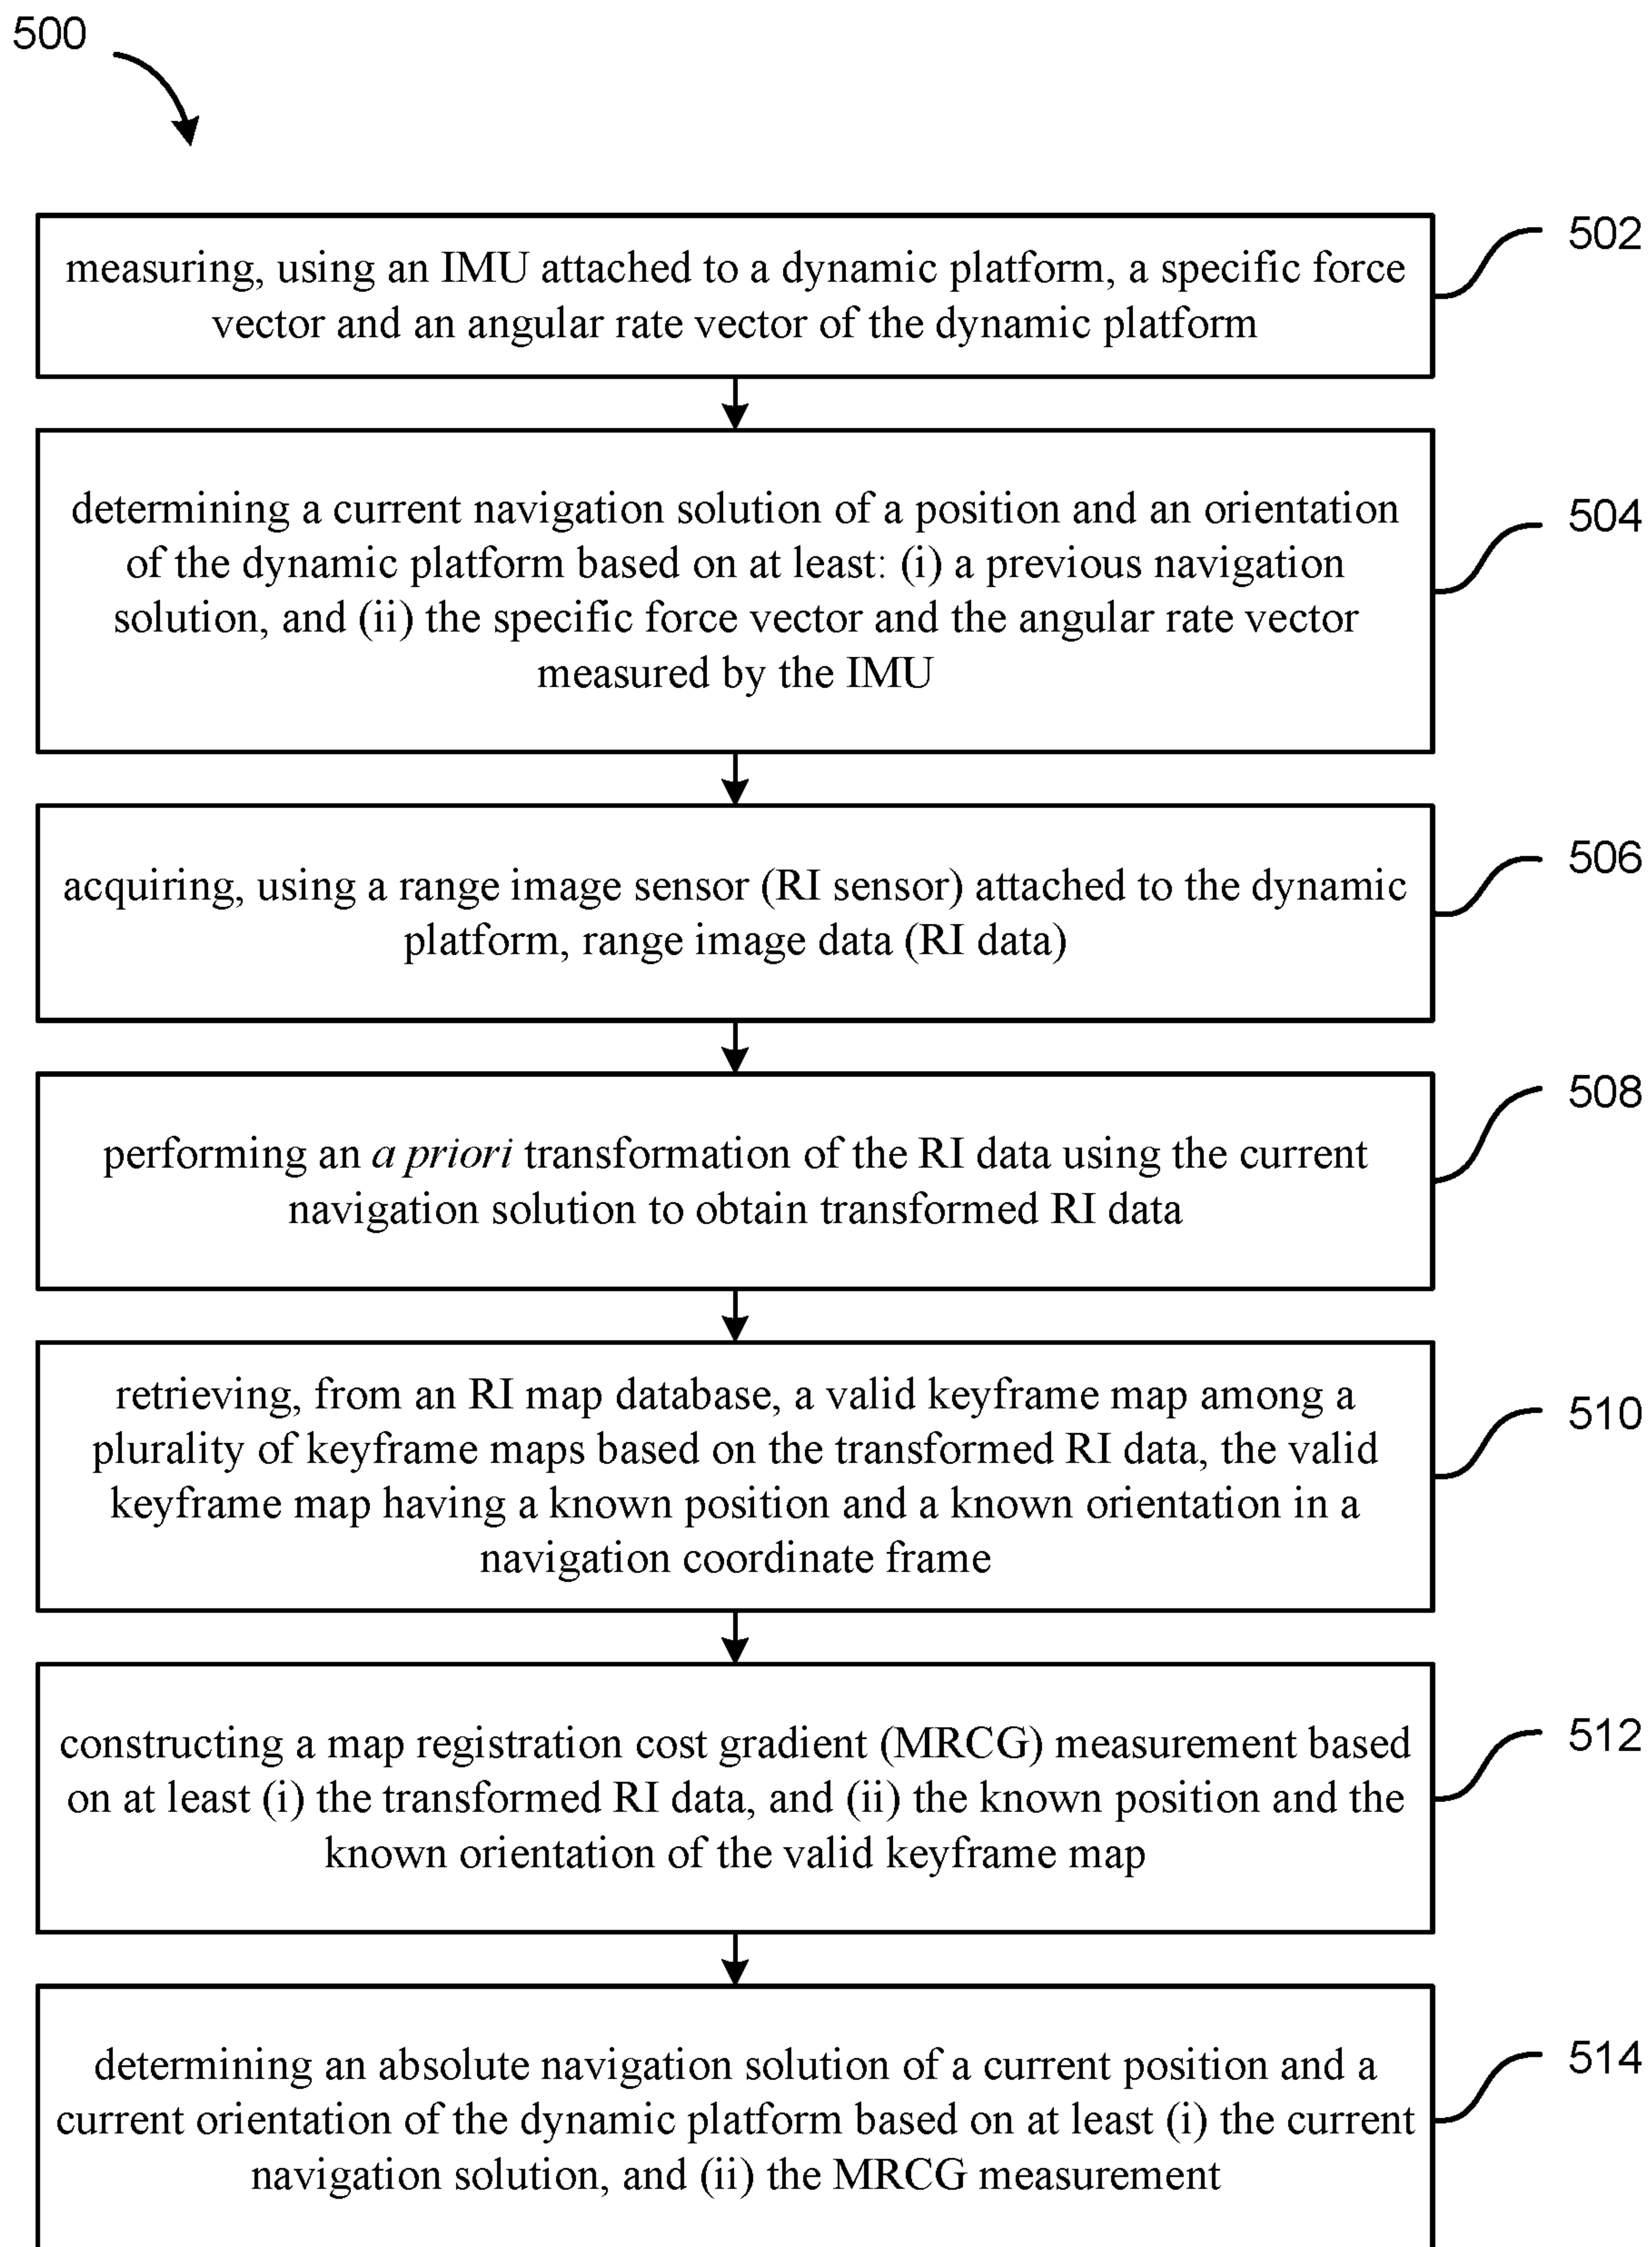 500
502
measuring, using an IMU attached to a dynamic platform, a specific force
vector and an angular rate vector of the dynamic platform
504
determining a current navigation solution of a position and an orientation
of the dynamic platform based on at least: (i) a previous navigation
solution, and (ii) the specific force vector and the angular rate vector
measured by the IMU
506
acquiring, using a range image sensor (RI sensor) attached to the dynamic
platform, range image data (RI data)
508
performing an a priori transformation of the RI data using the current
navigation solution to obtain transformed RI data
510
retrieving, from an RI map database, a valid keyframe map among a
plurality of keyframe maps based on the transformed RI data, the valid
keyframe map having a known position and a known orientation in a
navigation coordinate frame
512
constructing a map registration cost gradient (MRCG) measurement based
on at least (i) the transformed RI data, and (ii) the known position and the
known orientation of the valid keyframe map
514
determining an absolute navigation solution of a current position and a
current orientation of the dynamic platform based on at least (i) the current
navigation solution, and (ii) the MRCG measurement